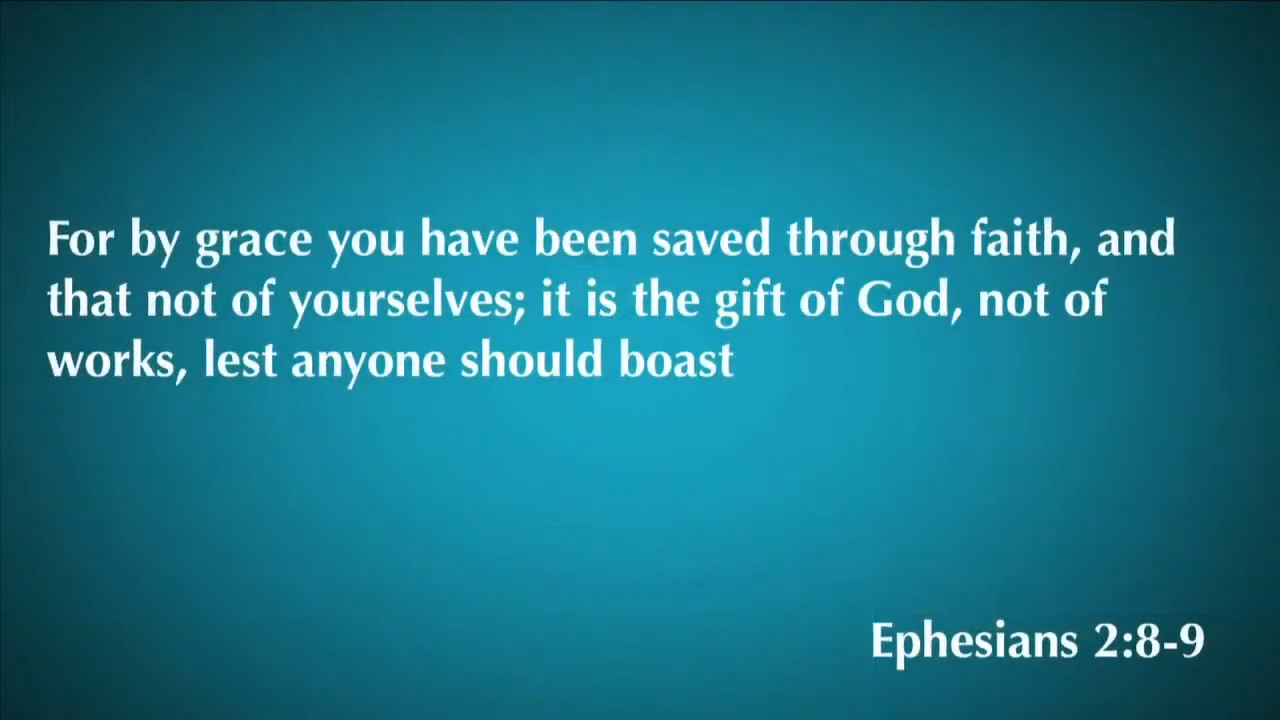 For by grace you have been saved through faith, and
that not of yourselves; it is the gift of God, not of
works, lest anyone should boast
Ephesians 2:8-9